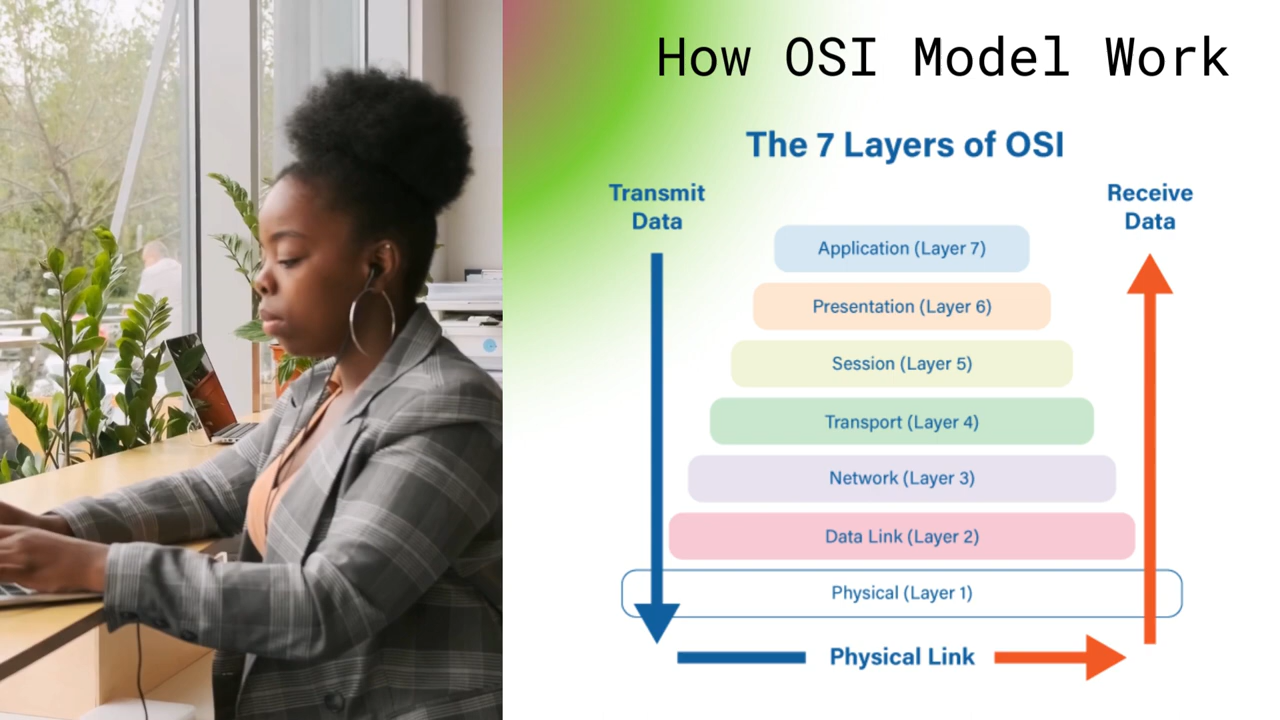 How OSI Model Work
The 7 Layers of OSI
Transmit
Data
Receive
Data
Application (Layer 7)
Presentation (Layer 6)
Session (Layer 5)
Transport (Layer 4)
Network (Layer 3)
Data Link (Layer 2)
Physical (Layer 1)
Physical Link